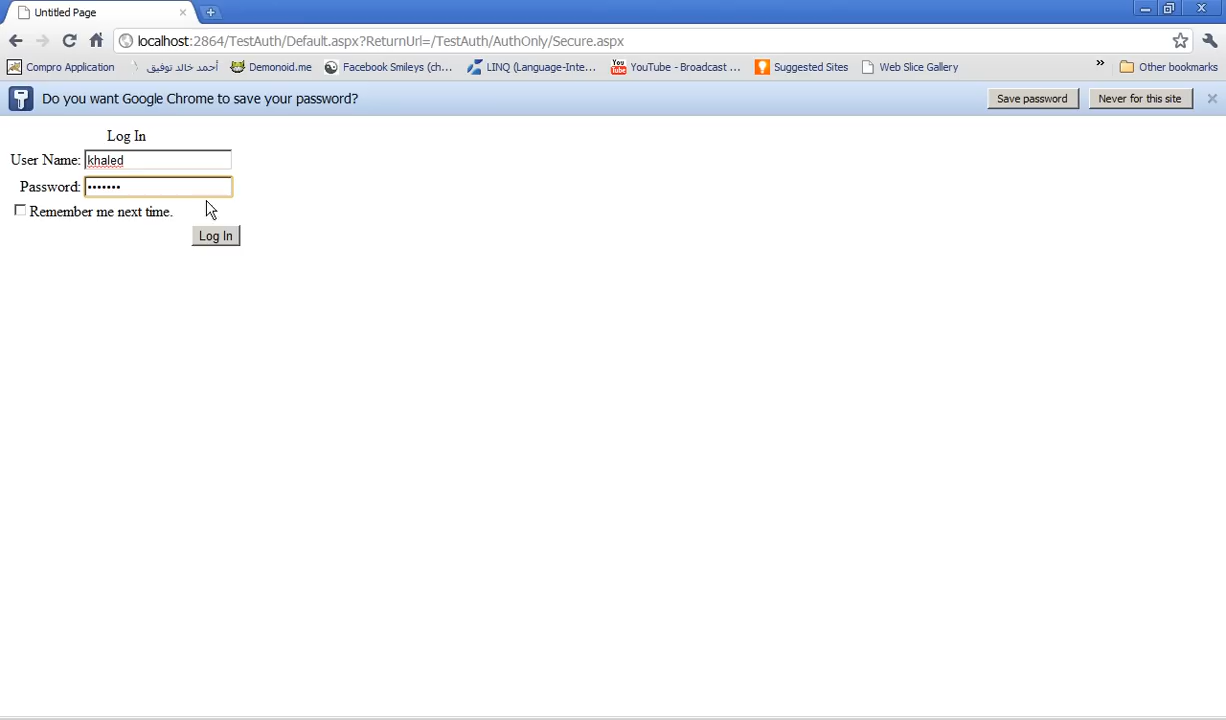 Untitled Page
localhost:2864/TestAuth/Default.aspx?ReturnUrl=/TestAuth/AuthOnly/Secure.aspx
Compro Application أحمد خالد توفيق Demonoid.me Facebook Smileys (ch... LINQ (Language-Inte... YouTube - Broadcast ... Suggested Sites Web Slice Gallery » Other bookmarks
Do you want Google Chrome to save your password? Save password Never for this site
Log In
User Name: khaled
Password: •••••••
Remember me next time.
Log In